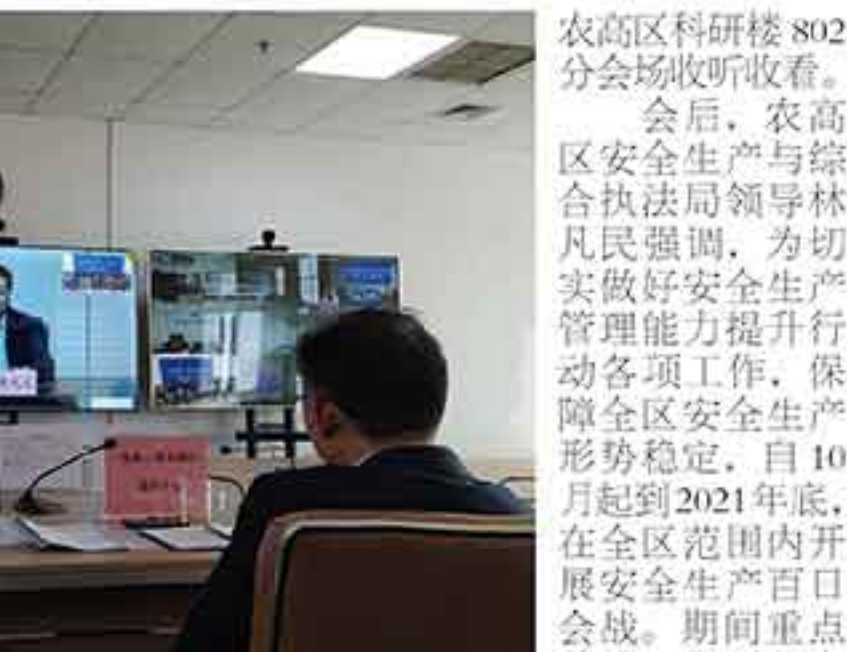 农高区科研楼 802
分会场收听收看。
会后，农高
区安全生产与综
合执法局领导林
凡民强调，为切
实做好安全生产
管理能力提升行
动各项工作，保
障全区安全生产
形势稳定，自 10
月起到2021年底，
在全区范围内开
展安全生产百日
会战。期间重点